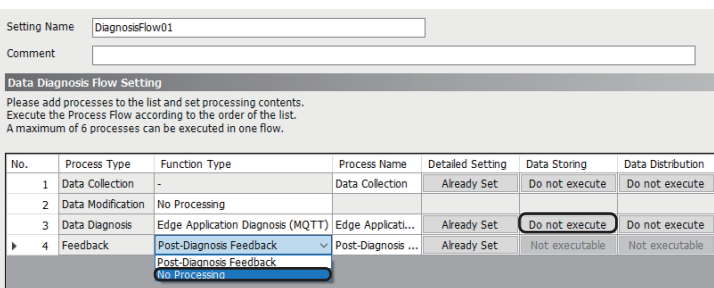 Setting Name DiagnosisFlow01
Comment
Data Diagnosis Flow Setting
Please add processes to the list and set processing contents.
Execute the Process Flow according to the order of the list.
A maximum of 6 processes can be executed in one flow.
No. Process Type Function Type Process Name Detailed Setting Data Storing Data Distribution
1 Data Collection - Data Collection Already Set Do not execute Do not execute
2 Data Modification No Processing
3 Data Diagnosis Edge Application Diagnosis (MQTT) Edge Applicati... Already Set Do not execute Do not execute
4 Feedback Post-Diagnosis Feedback Post-Diagnosis ... Already Set Not executable Not executable
Post-Diagnosis Feedback
No Processing